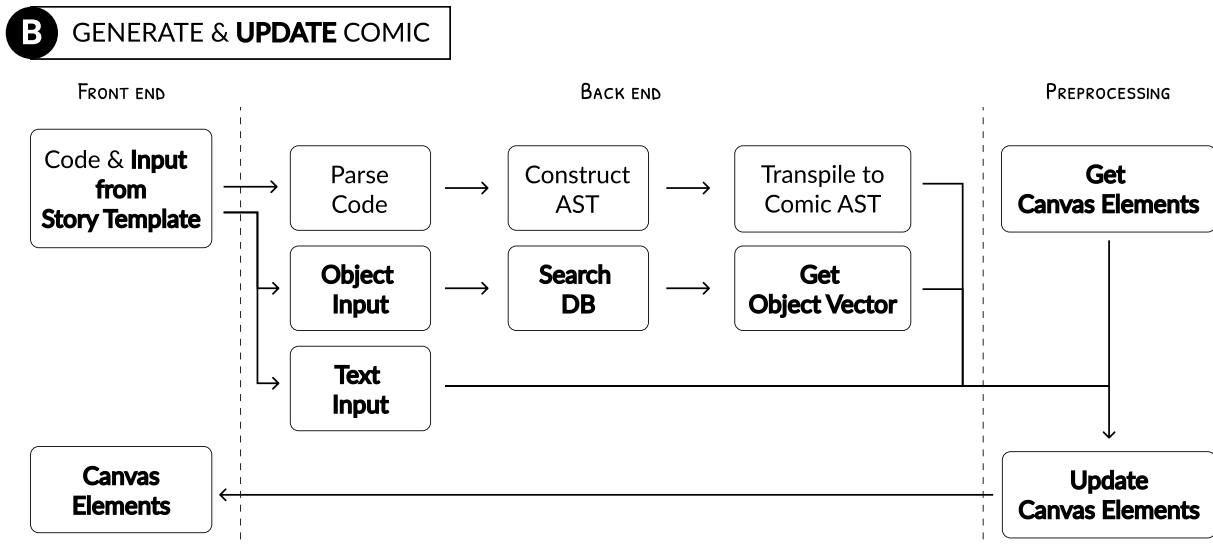 B GENERATE & UPDATE COMIC
FRONT END
BACK END
PREPROCESSING
Code & Input
from
Story Template
Parse
Code
Construct
AST
Transpile to
Comic AST
Get
Canvas Elements
Object
Input
Search
DB
Get
Object Vector
Text
Input
Canvas
Elements
Update
Canvas Elements